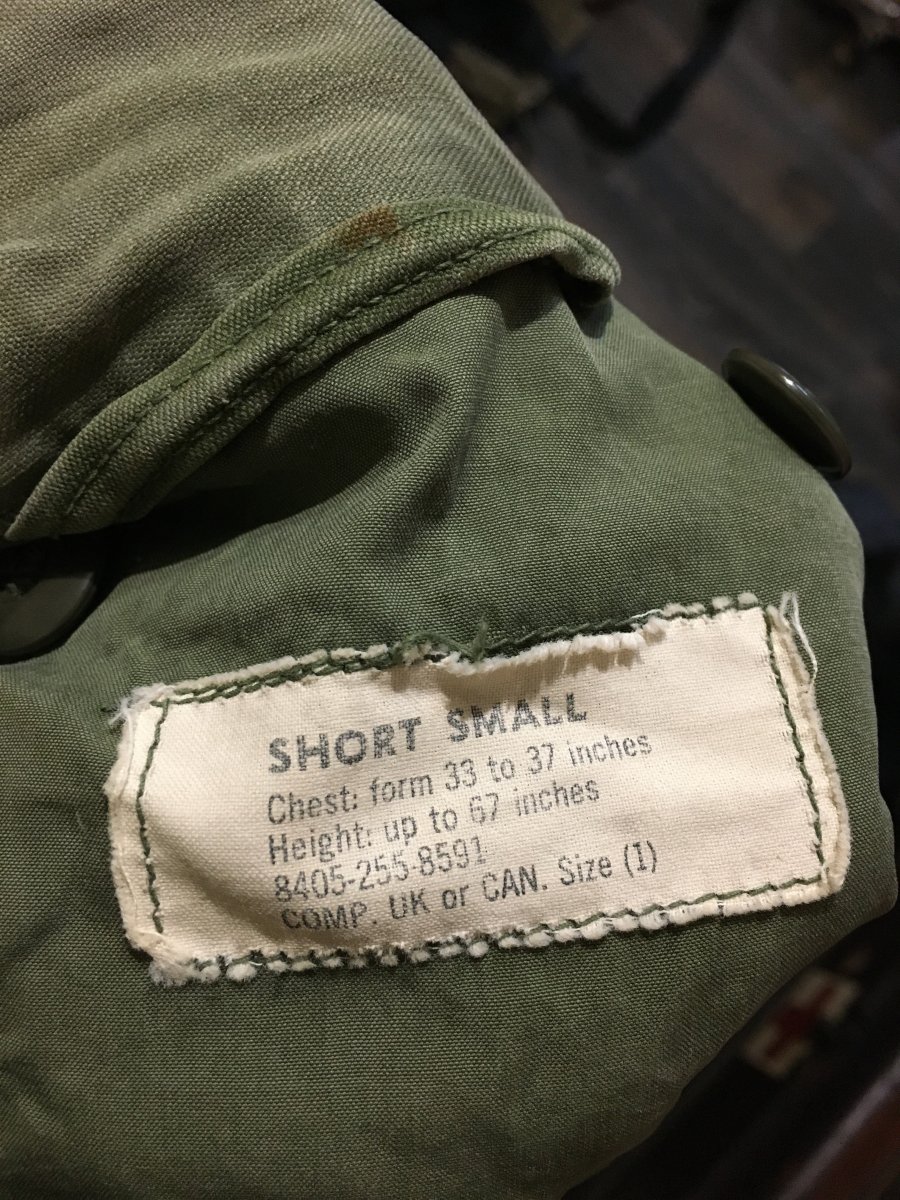 SHORT SMALL
Chest: form 33 to 37 inches
Height: up to 67 inches
8405-255-8591
COMP. UK or CAN. Size (1)